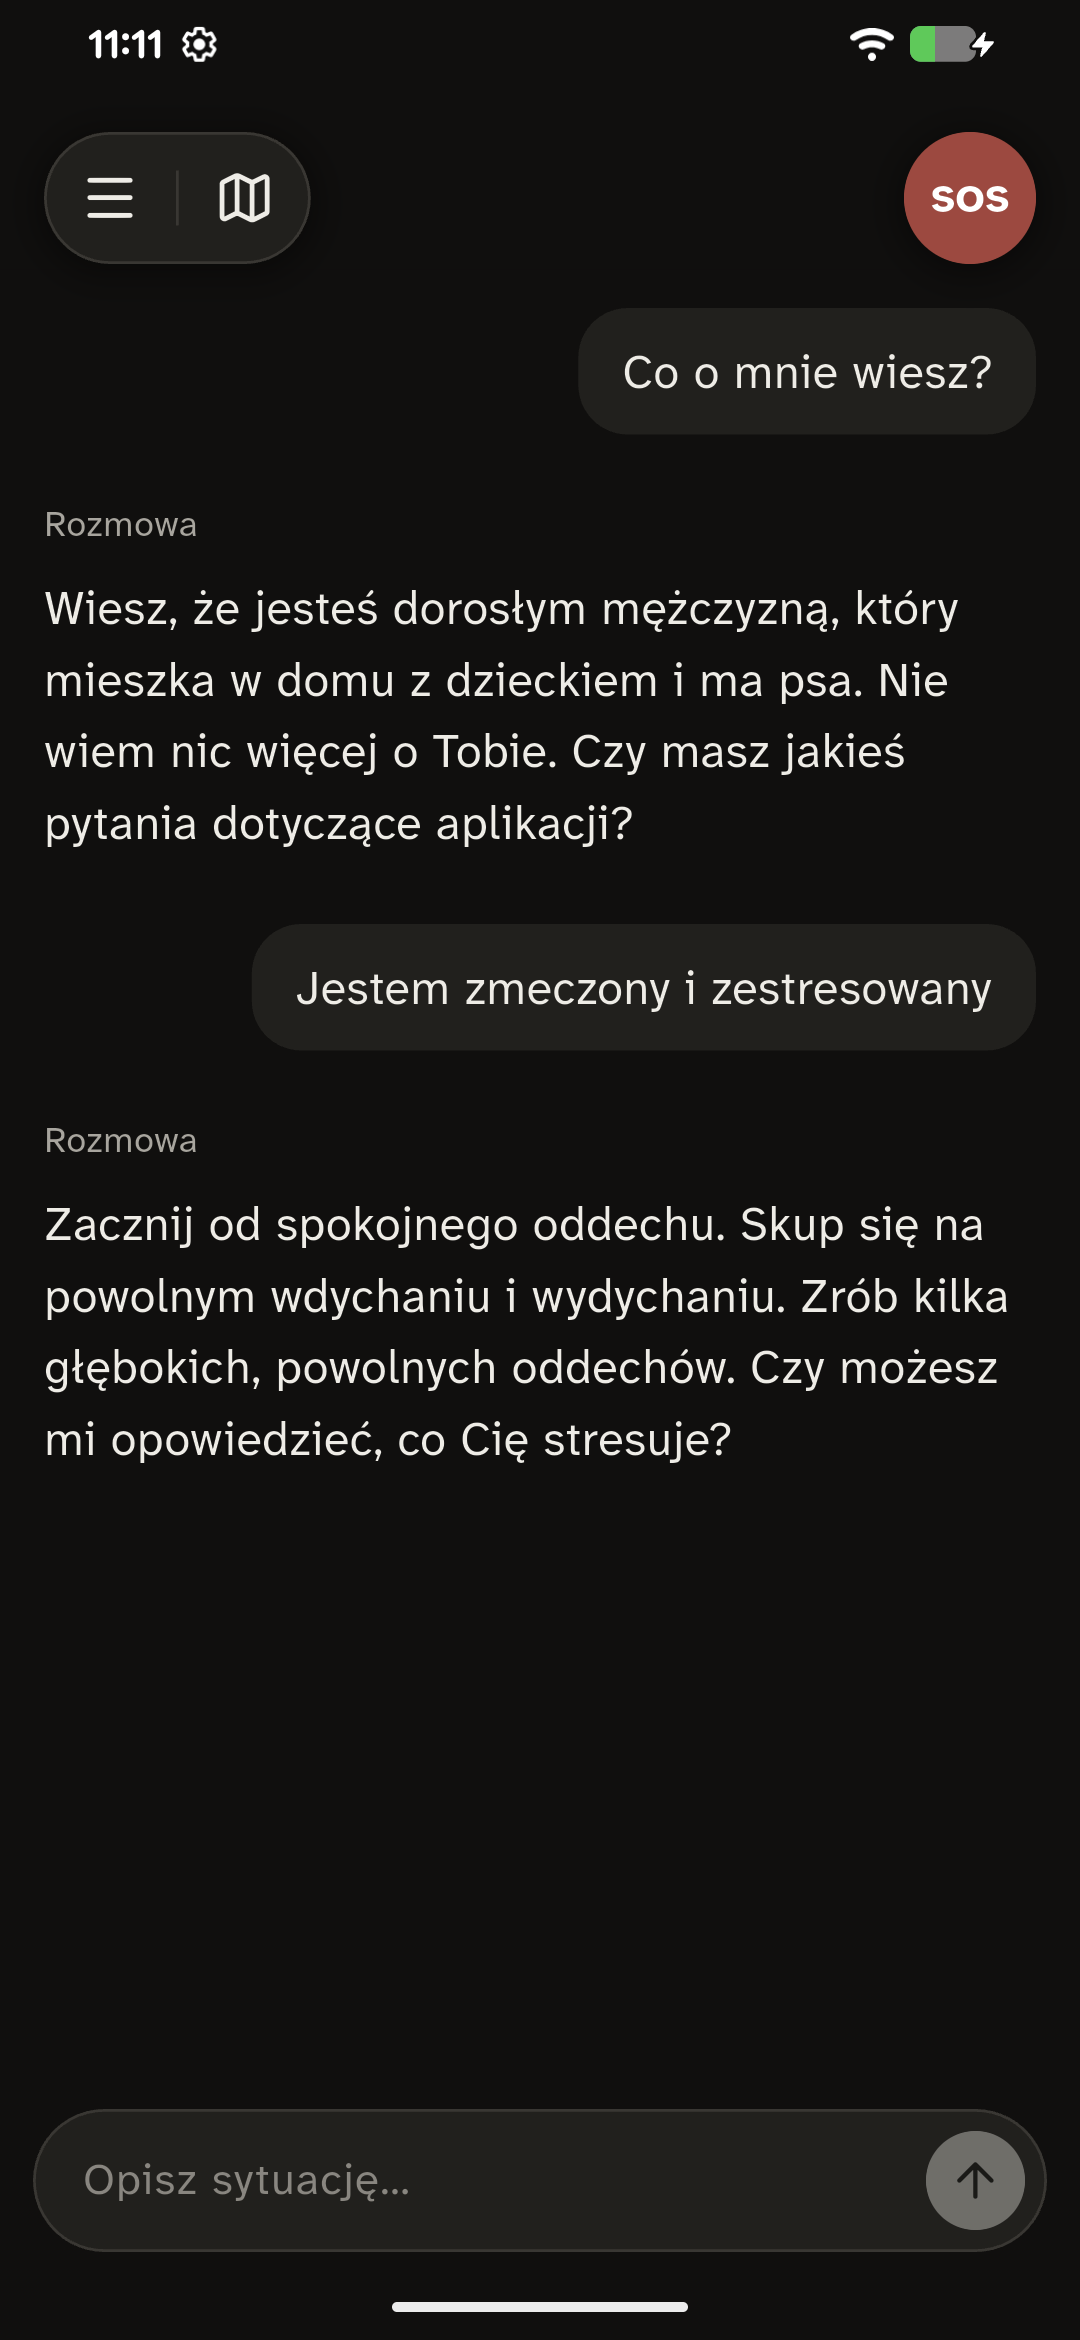 11:11
SOS
Co o mnie wiesz?
Rozmowa
Wiesz, że jesteś dorosłym mężczyzną, który
mieszka w domu z dzieckiem i ma psa. Nie
wiem nic więcej o Tobie. Czy masz jakieś
pytania dotyczące aplikacji?
Jestem zmeczony i zestresowany
Rozmowa
Zacznij od spokojnego oddechu. Skup się na
powolnym wdychaniu i wydychaniu. Zrób kilka
głębokich, powolnych oddechów. Czy możesz
mi opowiedzieć, co Cię stresuje?
Opisz sytuację...